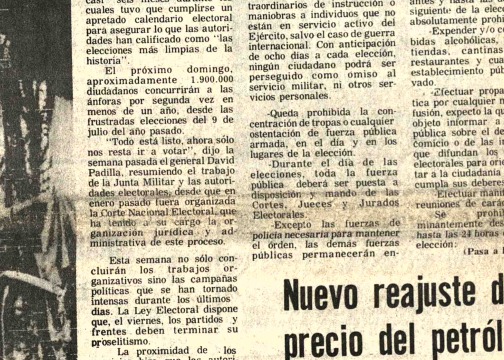 cuales tuvo que cumplirse un
apretado calendario electoral
para asegurar lo que las autori-
dades han calificado como "las
elecciones más limpias de la
historia".
El próximo domingo,
aproximadamente 1.900.000
ciudadanos concurrirán a las
ánforas por segunda vez en
menos de un año, desde las
frustradas elecciones del 9 de
julio del año pasado.
"Todo está listo, ahora sólo
nos resta ir a votar", dijo la
semana pasada el general David
Padilla, resumiendo el trabajo
de la Junta Militar y las autori-
dades electorales, desde que en
enero pasado fuera organizada
la Corte Nacional Electoral, que
ha tenido a su cargo la or-
ganización jurídica y ad-
ministrativa de este proceso.
Esta semana no sólo con-
cluirán los trabajos or-
ganizativos sino las campañas
políticas que se han tornado
intensas durante los últimos
días. La Ley Electoral dispone
que, el viernes, los partidos y
frentes deben terminar su
proselitismo.
La proximidad de los
traordinarios de instrucción o
maniobras a individuos que no
están en servicio activo del
Ejército, salvo el caso de guerra
internacional. Con anticipación
de ocho días a cada elección,
ningún ciudadano podrá ser
perseguido como omiso al
servicio militar, ni otros ser-
vicios personales.
-Queda prohibida la con-
centración de tropas o cualquier
ostentación de fuerza pública
armada, en el día y en los
lugares de la elección.
-Durante el día de las
elecciones, toda la fuerza
pública deberá ser puesta a
disposición y mando de las
Cortes, Jueces y Jurados
Electorales.
-Excepto las fuerzas de
policía necesaria para mantener
el órden, las demás fuerzas
públicas permanecerán en-
siguiente de la elec
absolutamente pro
-Expender y/o c
bidas alcohólicas,
tiendas, cantinas
restaurantes y cua
establecimiento p
vado.
-Efectuar propa
tica por cualquier
fusión, expecto la qu
objeto informar a
pública sobre el d
comicio o de las i
que difundan los
electorales para or
tar a la ciudadanía
cumpla sus debere
-Efectuar mani
reuniones de cará
Se proh
minantemente des
hasta las 24 horas
elección:
(Pasa a
Nuevo reajuste d
precio del petról